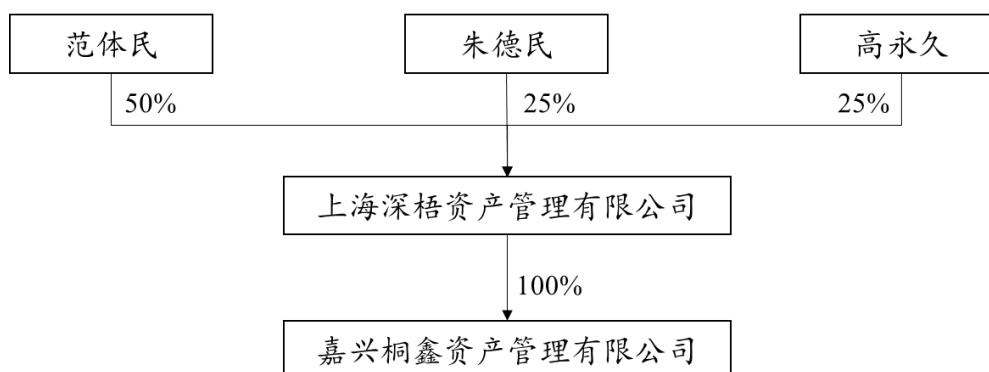 范体民 朱德民 高永久
50% 25% 25%
上海深梧资产管理有限公司
100%
嘉兴桐鑫资产管理有限公司